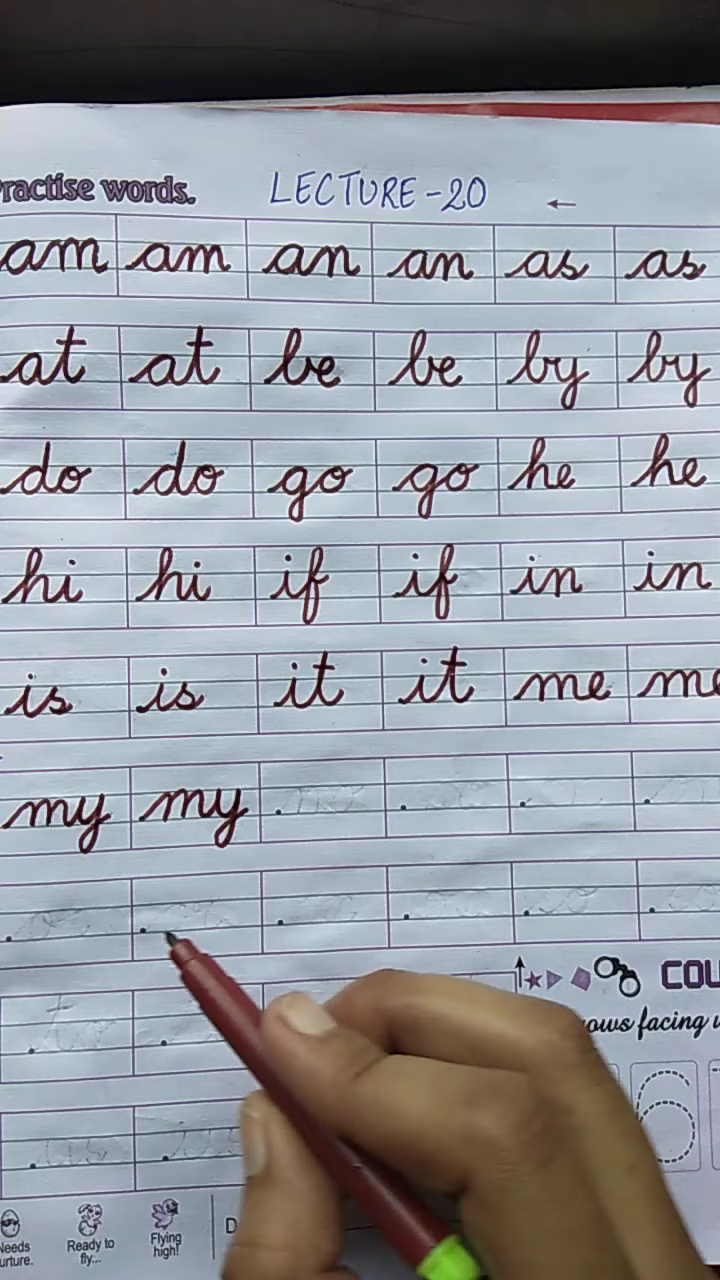 ractise words. LECTURE-20 ←
am am an an as as
at at be be by by
do do go go he he
hi hi if if in in
is is it it me me
my my
COU
ows facing
6
Needs Ready to Flying D
urture. fly... high!